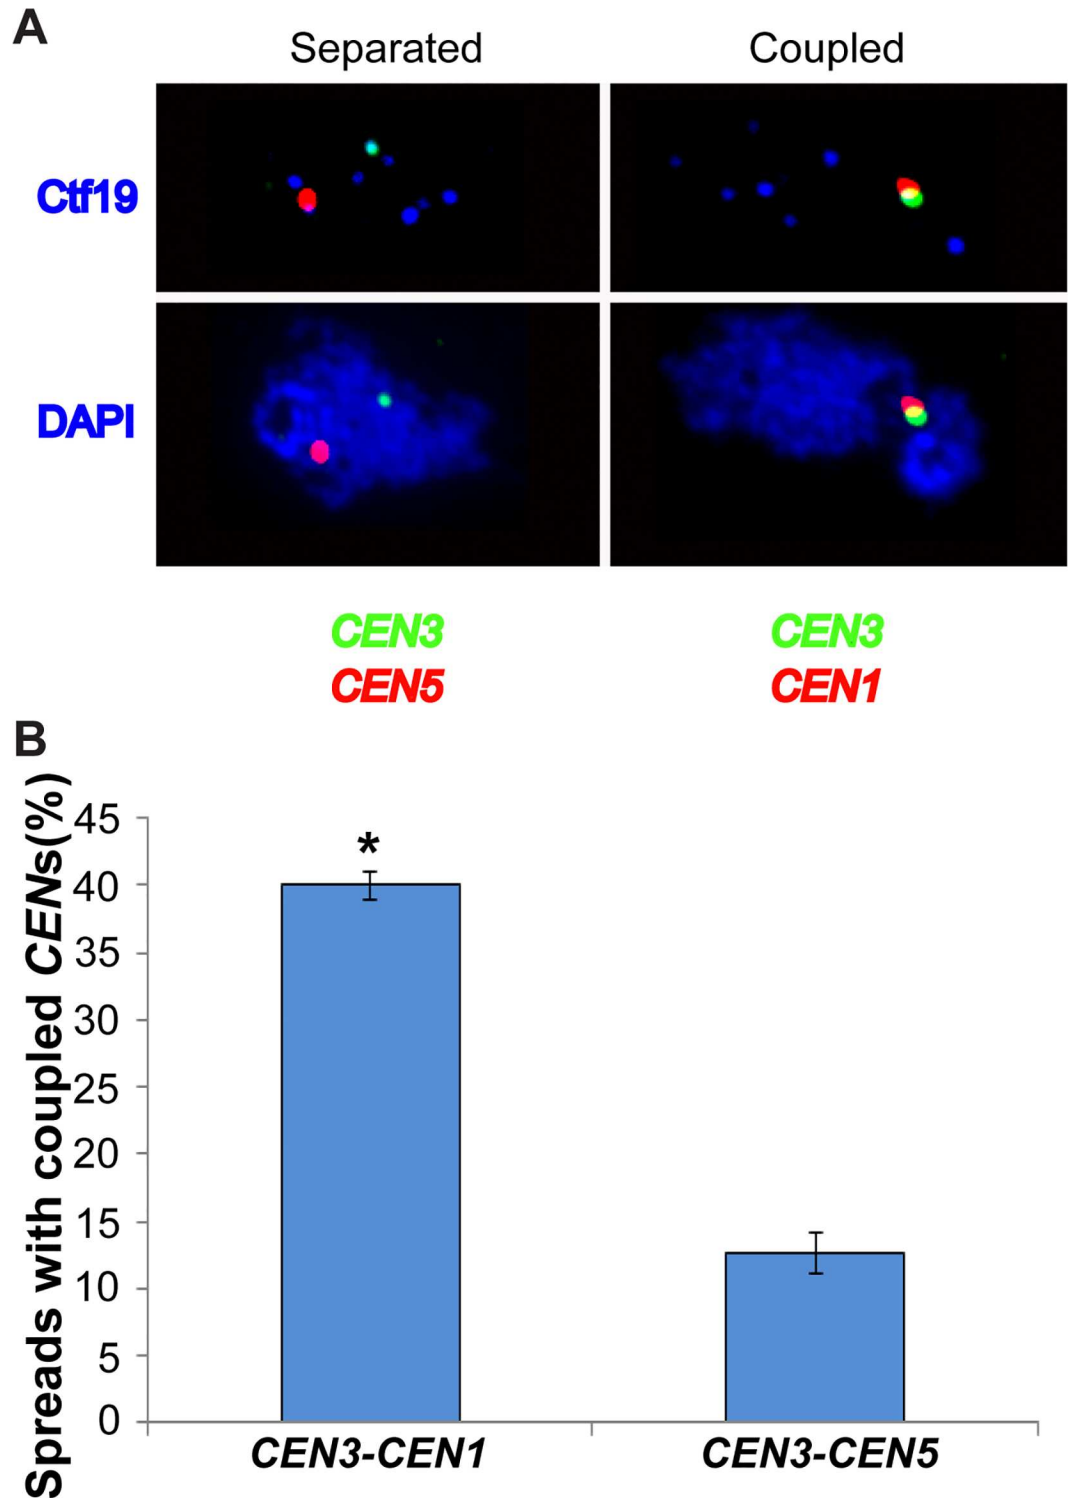 A
Separated
Coupled
Ctf19
DAPI
CEN3
CEN5
CEN3
CEN1
B
Spreads with coupled CENs(%)
45
40
35
30
25
20
15
10
5
0
*
CEN3-CEN1
CEN3-CEN5